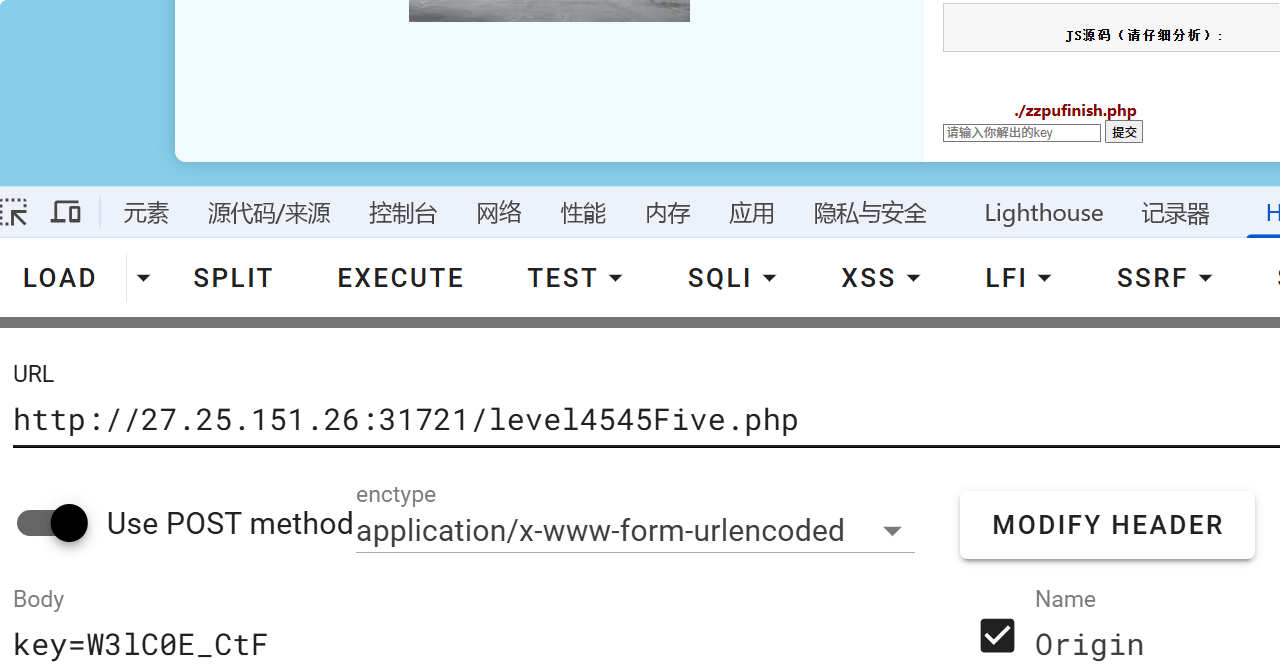 JS源码（请仔细分析）:
./zzpufinish.php
请输入你解出的key 提交
元素 源代码/来源 控制台 网络 性能 内存 应用 隐私与安全 Lighthouse 记录器 H
LOAD SPLIT EXECUTE TEST SQLI XSS LFI SSRF
URL
http://27.25.151.26:31721/level4545Five.php
enctype
Use POST method application/x-www-form-urlencoded MODIFY HEADER
Body Name
key=W3lC0E_CtF Origin